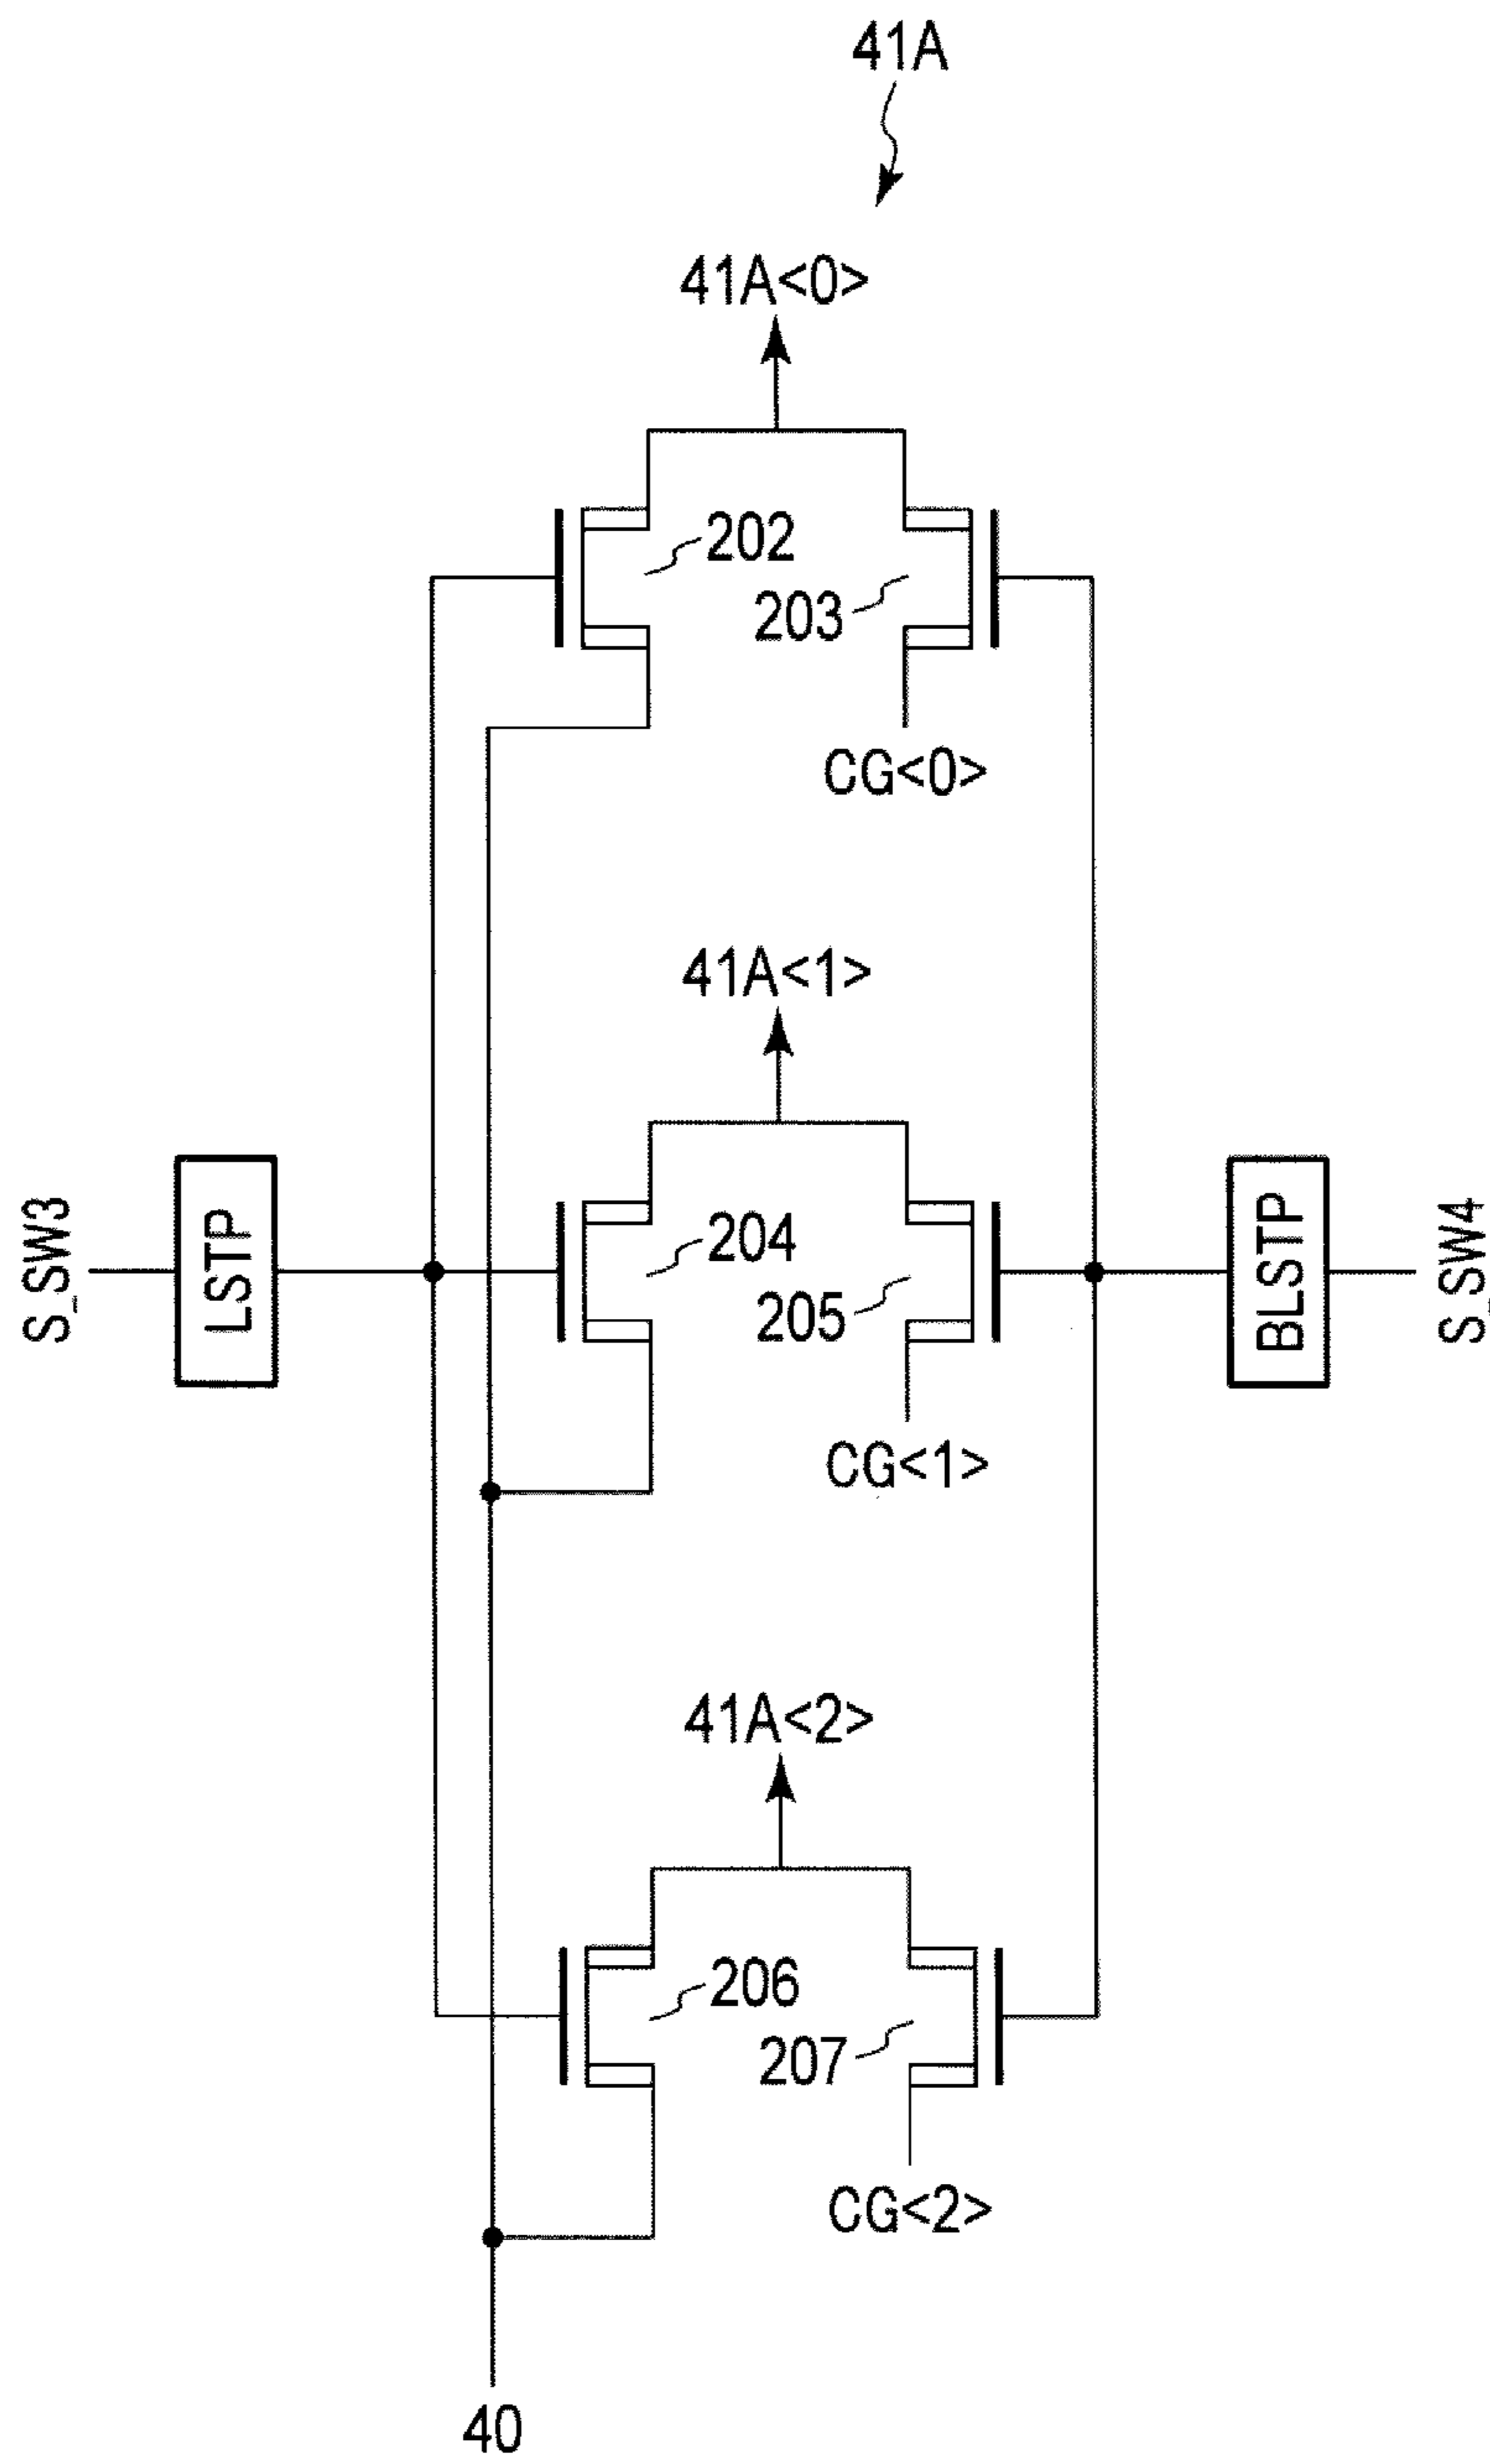 41A
41A<0>
202
203
CG<0>
41A<1>
S_SW3
LSTP
204
205
BLSTP
S_SW4
CG<1>
41A<2>
206
207
CG<2>
40